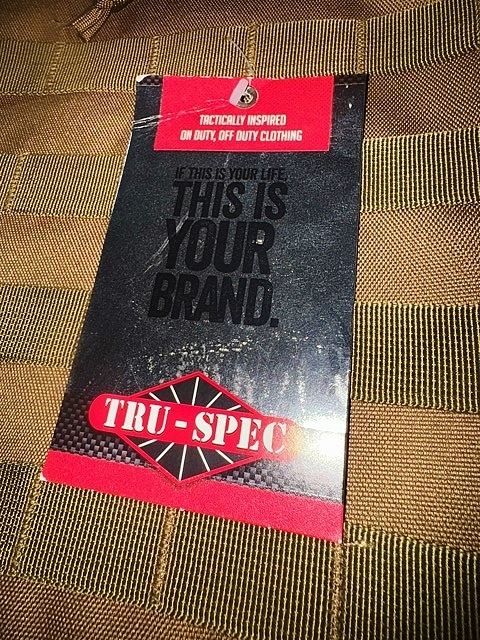 TACTICALLY INSPIRED
ON DUTY, OFF DUTY CLOTHING
IF THIS IS YOUR LIFE,
THIS IS
YOUR
BRAND.
TRU-SPEC